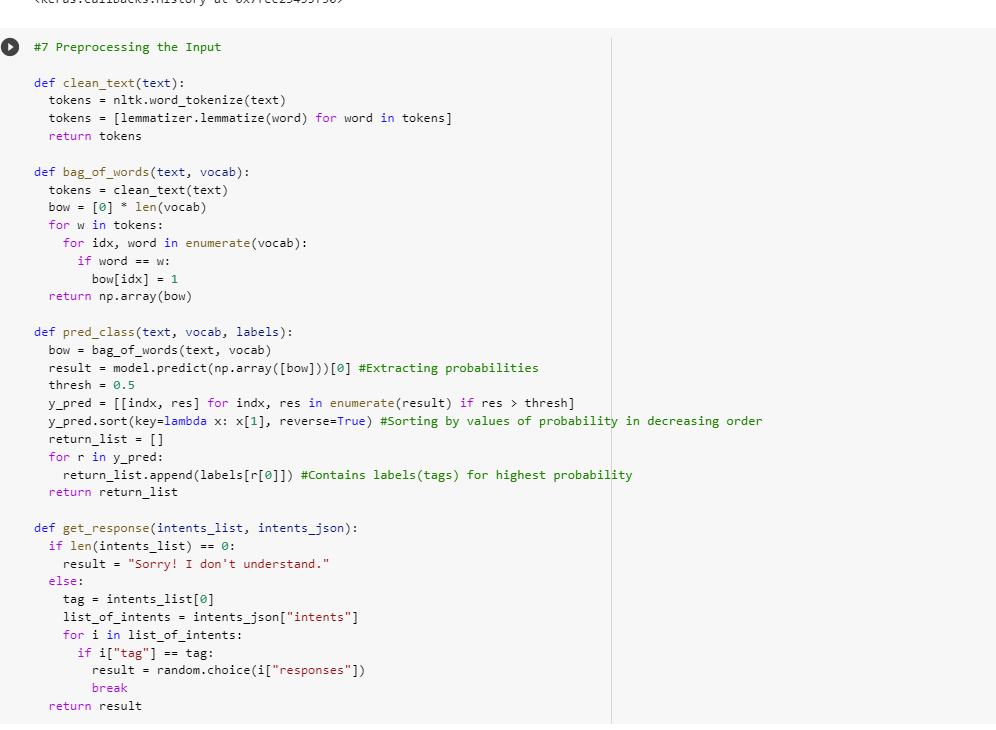 <keras.callbacks.History at 0x7fec25495f50>
#7 Preprocessing the Input
def clean_text(text):
  tokens = nltk.word_tokenize(text)
  tokens = [lemmatizer.lemmatize(word) for word in tokens]
  return tokens
def bag_of_words(text, vocab):
  tokens = clean_text(text)
  bow = [0] * len(vocab)
  for w in tokens:
    for idx, word in enumerate(vocab):
      if word == w:
        bow[idx] = 1
  return np.array(bow)
def pred_class(text, vocab, labels):
  bow = bag_of_words(text, vocab)
  result = model.predict(np.array([bow]))[0] #Extracting probabilities
  thresh = 0.5
  y_pred = [[indx, res] for indx, res in enumerate(result) if res > thresh]
  y_pred.sort(key=lambda x: x[1], reverse=True) #Sorting by values of probability in decreasing order
  return_list = []
  for r in y_pred:
    return_list.append(labels[r[0]]) #Contains labels(tags) for highest probability
  return return_list
def get_response(intents_list, intents_json):
  if len(intents_list) == 0:
    result = "Sorry! I don't understand."
  else:
    tag = intents_list[0]
    list_of_intents = intents_json["intents"]
    for i in list_of_intents:
      if i["tag"] == tag:
        result = random.choice(i["responses"])
        break
  return result